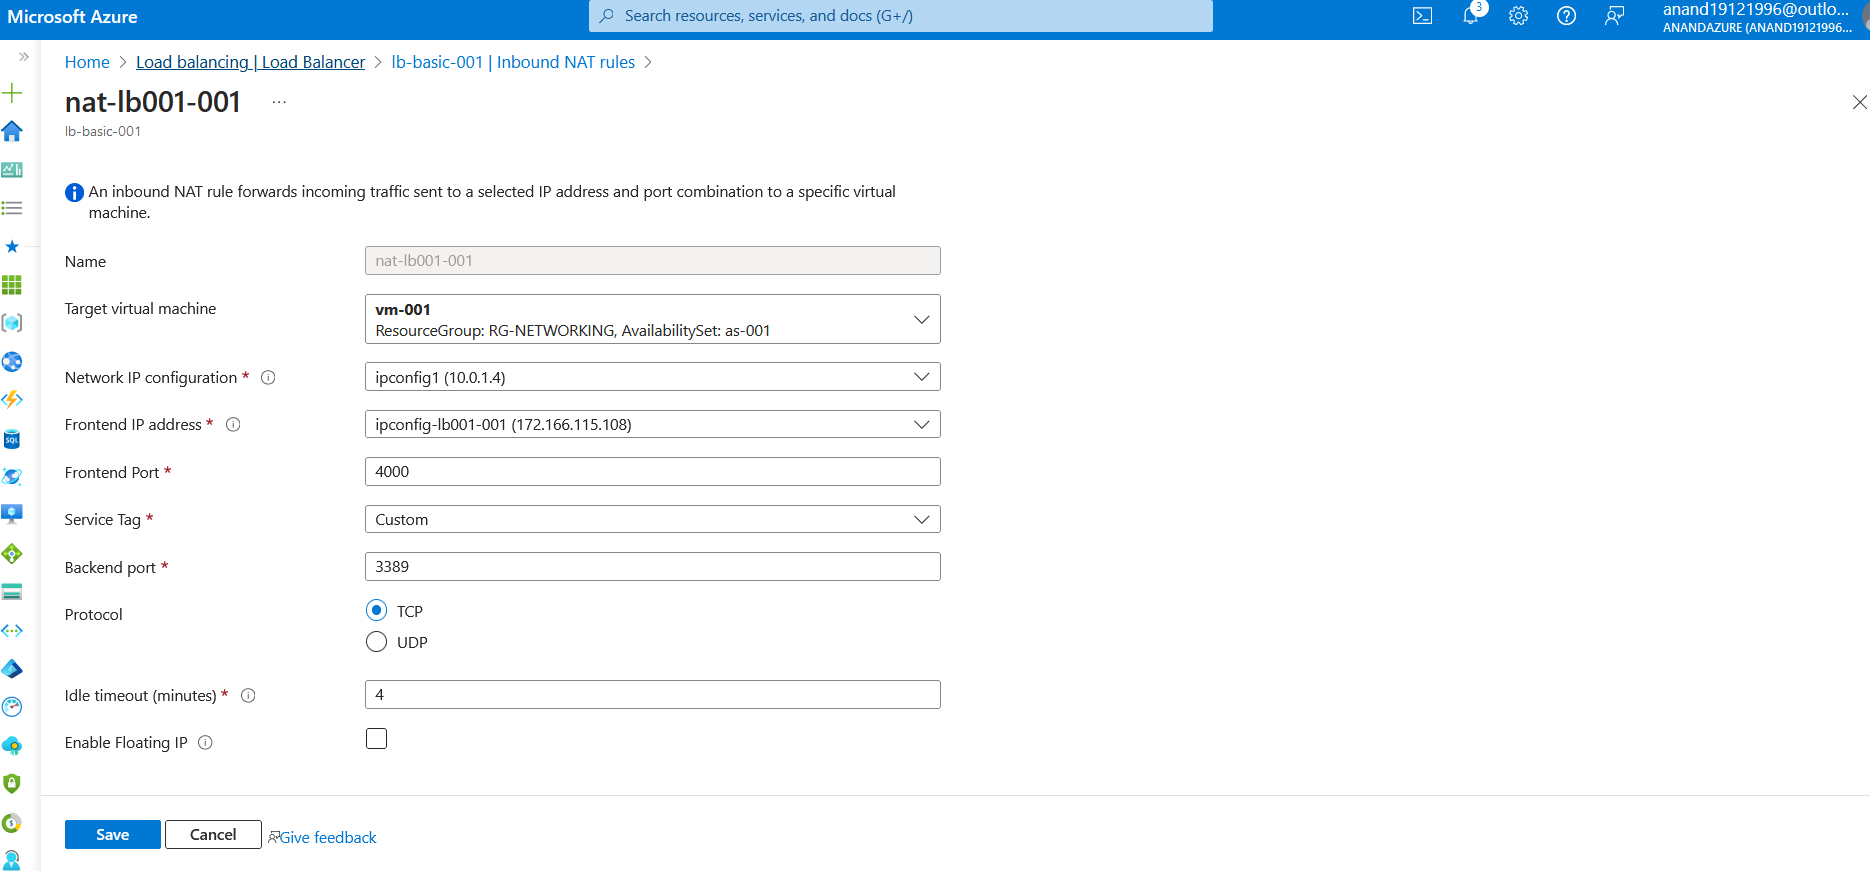 Microsoft Azure
Search resources, services, and docs (G+/)
3
anand19121996@outlo...
ANANDAZURE (ANAND19121996...
Home > Load balancing | Load Balancer > lb-basic-001 | Inbound NAT rules >
nat-lb001-001 ...
lb-basic-001
An inbound NAT rule forwards incoming traffic sent to a selected IP address and port combination to a specific virtual
machine.
Name
nat-lb001-001
Target virtual machine
vm-001
ResourceGroup: RG-NETWORKING, AvailabilitySet: as-001
Network IP configuration *
ipconfig1 (10.0.1.4)
Frontend IP address *
ipconfig-lb001-001 (172.166.115.108)
Frontend Port *
4000
Service Tag *
Custom
Backend port *
3389
Protocol
TCP
UDP
Idle timeout (minutes) *
4
Enable Floating IP
SQL
Save
Cancel
Give feedback